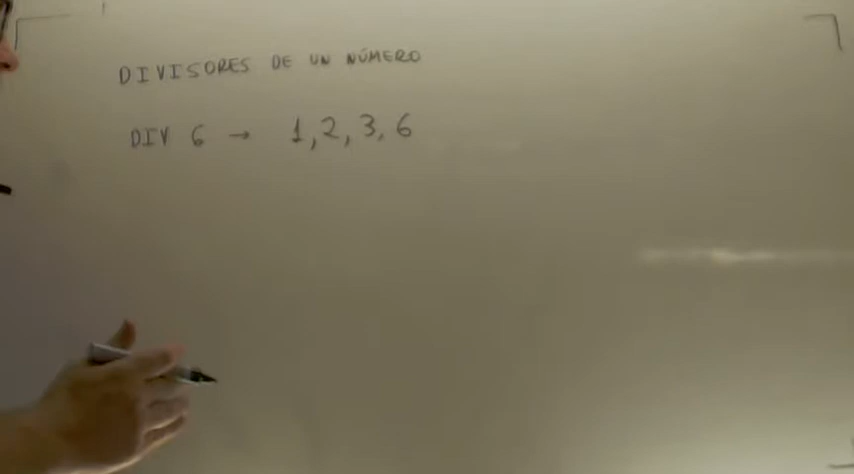 DIVISORES DE UN NÚMERO
DIV 6 → 1, 2, 3, 6